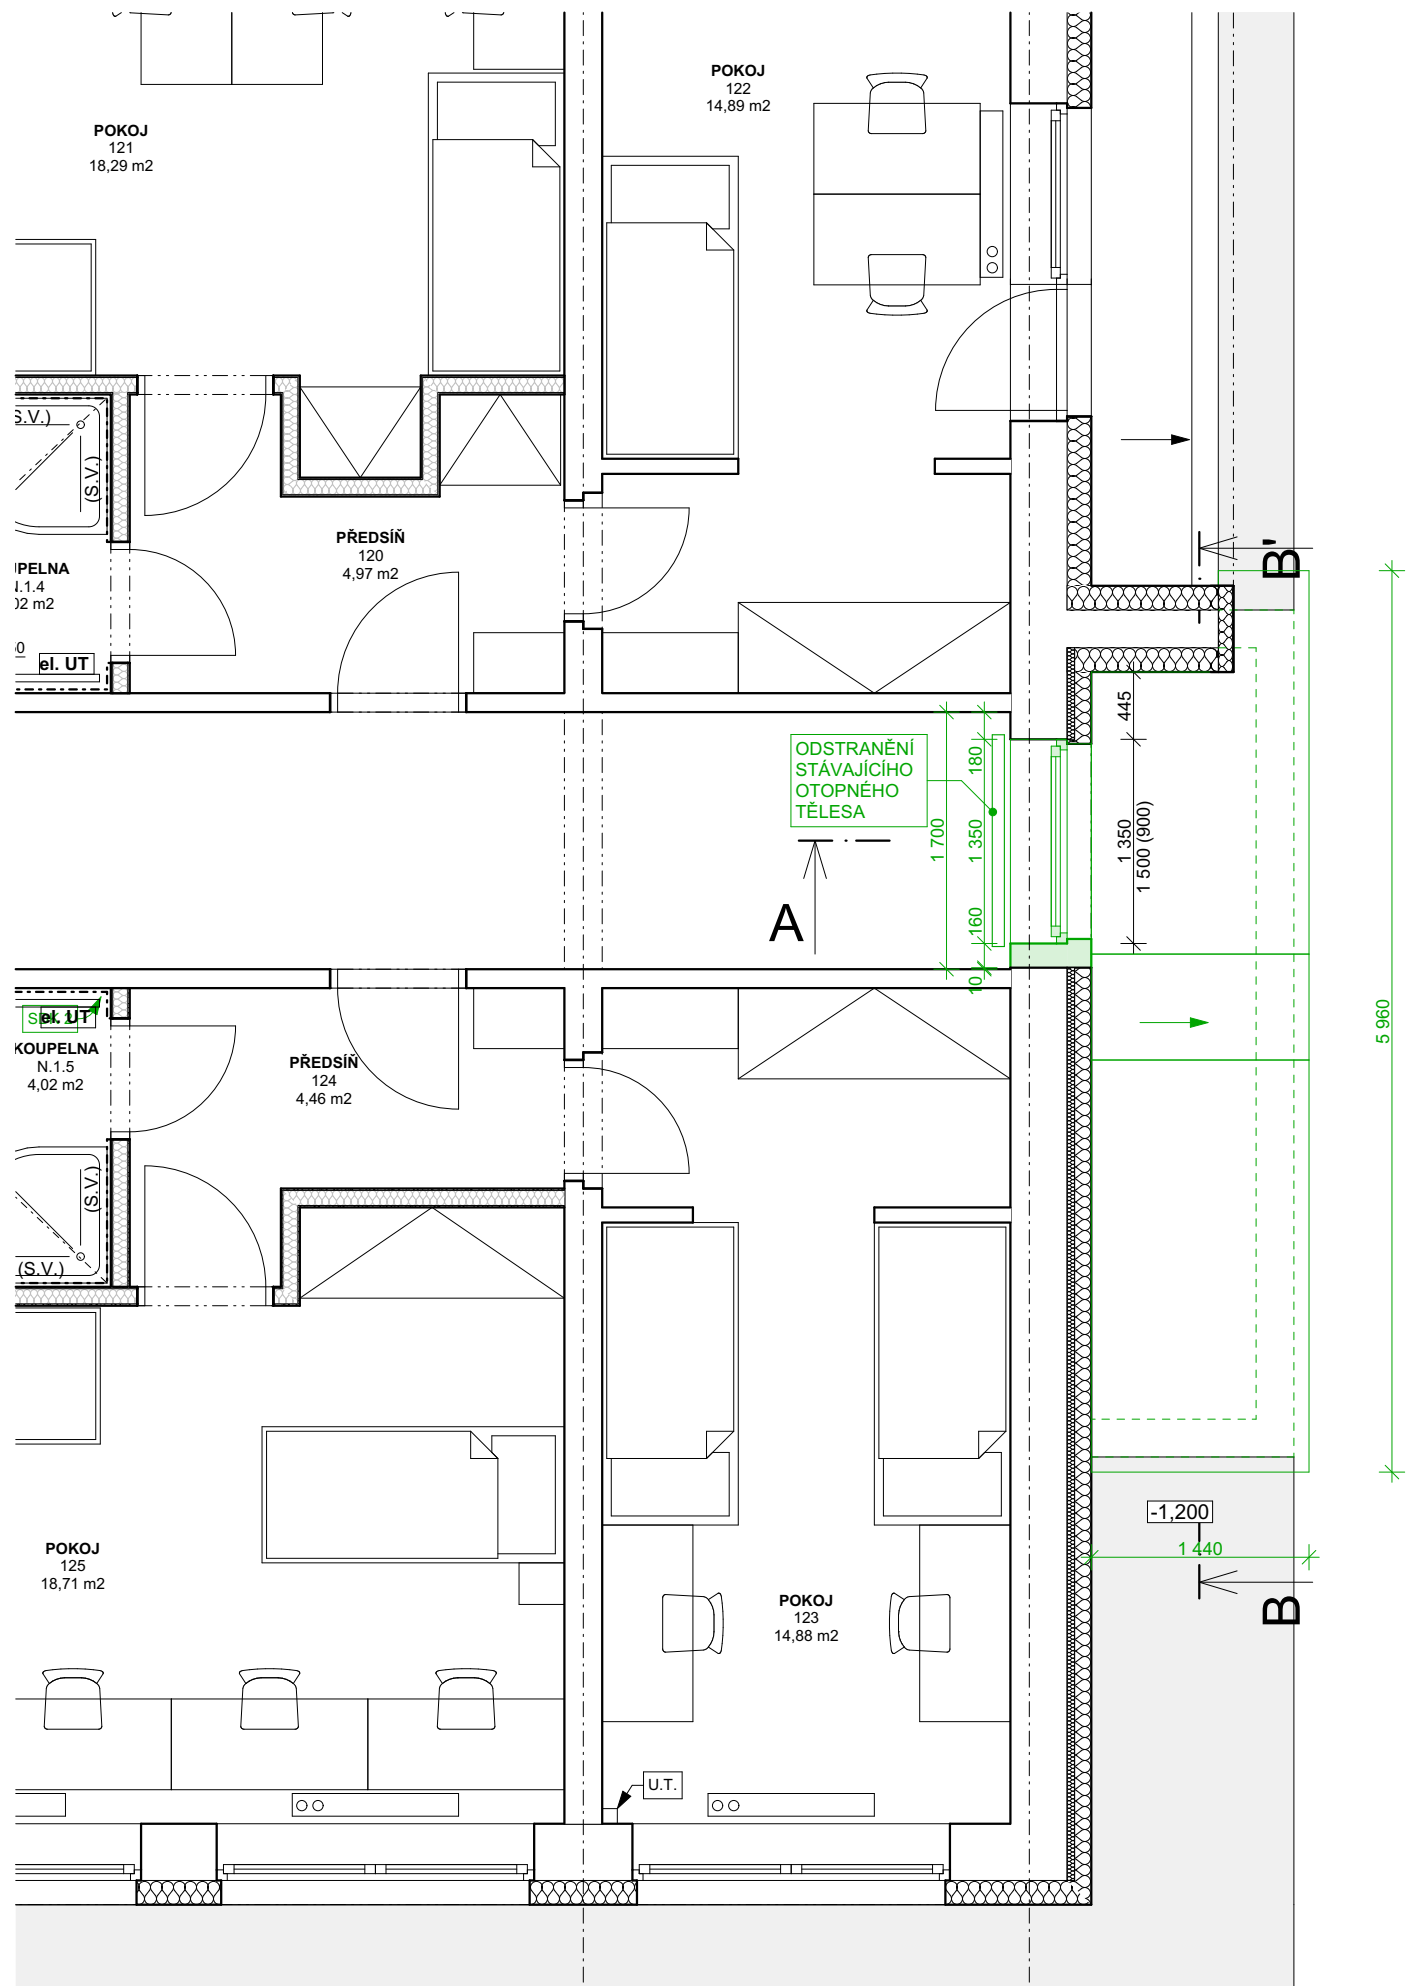 POKOJ
122
14,89 m2
POKOJ
121
18,29 m2
S.V.)
(S.V.)
PŘEDSÍŇ
120
4,97 m2
B'
UPELNA
N.1.4
02 m2
el. UT
445
ODSTRANĚNÍ
STÁVAJÍCÍHO
OTOPNÉHO
TĚLESA
180
1 700
1 350
160
10
1 350
1 500 (900)
A
el. UT
KOUPELNA
N.1.5
4,02 m2
PŘEDSÍŇ
124
4,46 m2
5 960
(S.V.)
(S.V.)
-1,200
1 440
B
POKOJ
125
18,71 m2
POKOJ
123
14,88 m2
U.T.